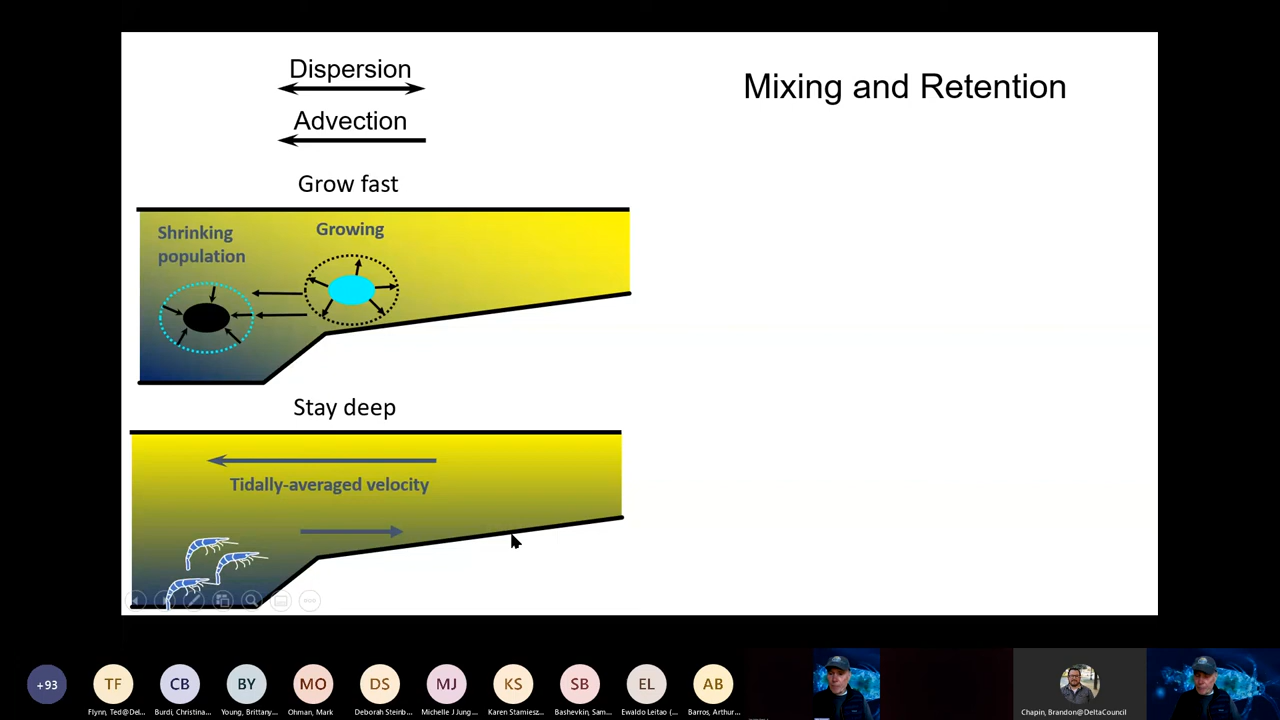 Dispersion
Mixing and Retention
Advection
Grow fast
Shrinking
population
Growing
Stay deep
Tidally-averaged velocity
+93
TF
CB
BY
MO
DS
MJ
KS
SB
EL
AB
Flynn, Ted@Del...
Burdi, Christina...
Young, Brittany...
Ohman, Mark
Deborah Steinb...
Michelle J Jung...
Karen Stamiesz...
Bashevkin, Sam...
Ewaldo Leitao (...
Barros, Arthur...
Chapin, Brandon@DeltaCouncil